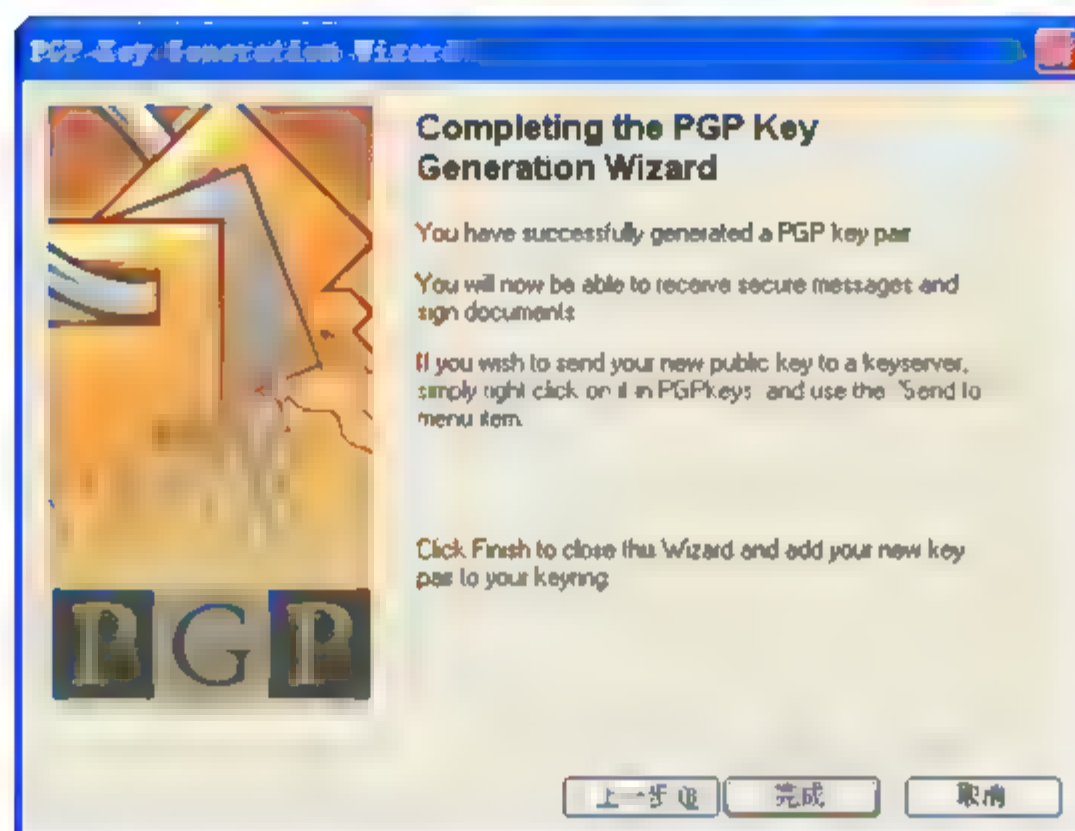 PGP Key Generation Wizard
Completing the PGP Key
Generation Wizard
You have successfully generated a PGP key pair
You will now be able to receive secure messages and
sign documents
If you wish to send your new public key to a keyserver,
simply right click on it in PGPkeys and use the "Send to
menu item.
Click Finish to close this Wizard and add your new key
pair to your keyring
PGP
上一步
完成
取消